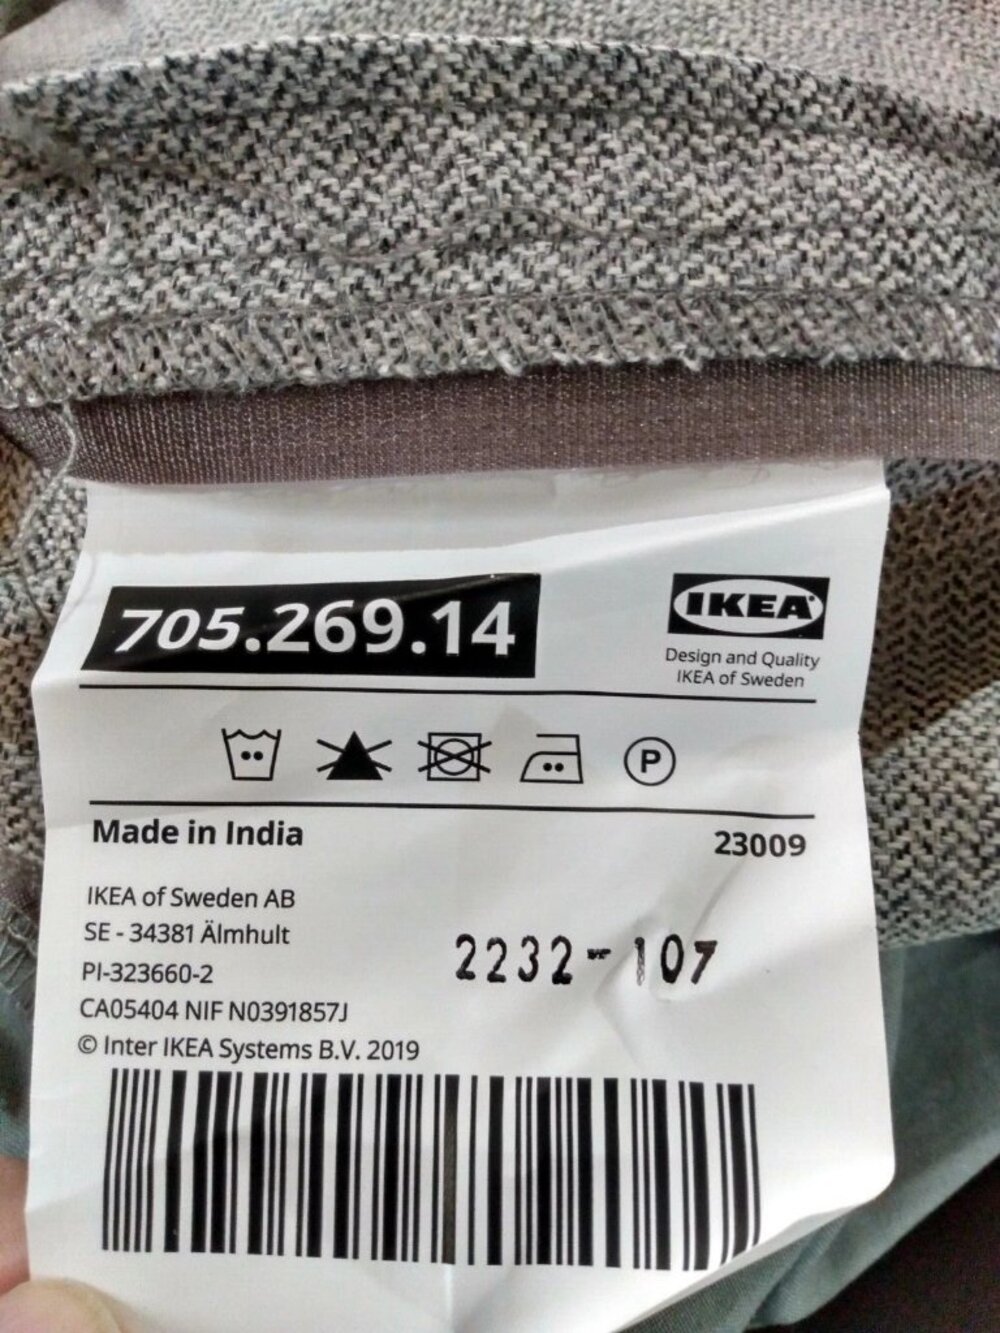 705.269.14
IKEA
Design and Quality
IKEA of Sweden
P
Made in India
23009
IKEA of Sweden AB
SE - 34381 Älmhult
PI-323660-2
2232-107
CA05404 NIF N0391857J
© Inter IKEA Systems B.V. 2019